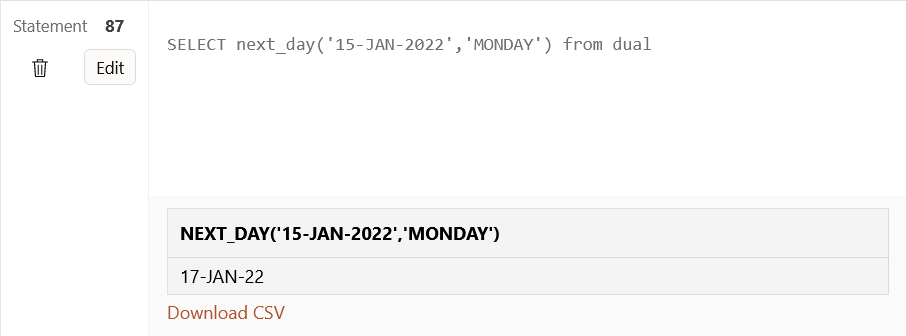 Statement 87
Edit
SELECT next_day('15-JAN-2022','MONDAY') from dual
NEXT_DAY('15-JAN-2022','MONDAY')
17-JAN-22
Download CSV